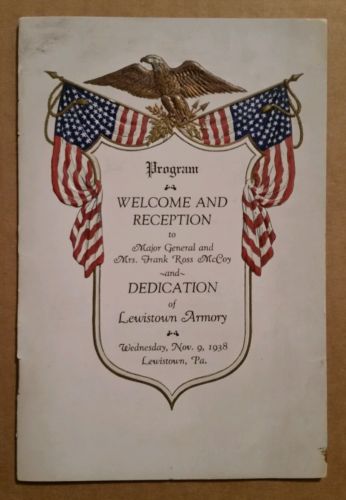 Program
WELCOME AND
RECEPTION
to
Major General and
Mrs. Frank Ross McCoy
~and~
DEDICATION
of
Lewistown Armory
Wednesday, Nov. 9, 1938
Lewistown, Pa.